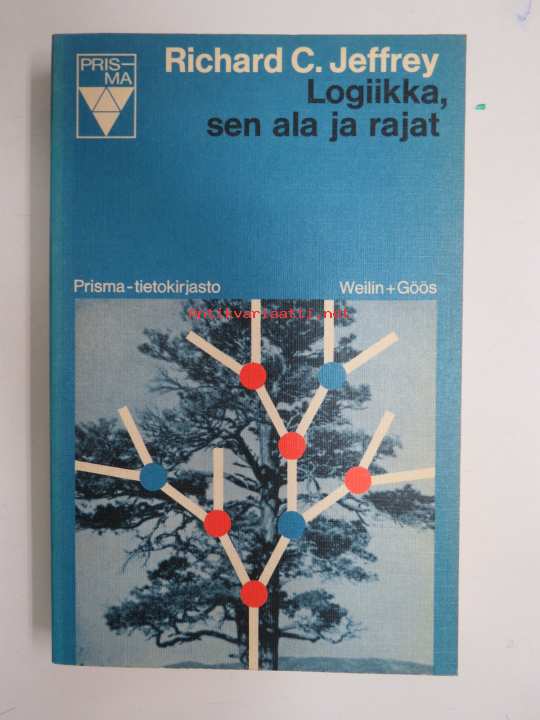 PRIS-
MA
Richard C. Jeffrey
Logiikka,
sen ala ja rajat
Prisma-tietokirjasto
Weilin+Göös
Antikvariaatti.net